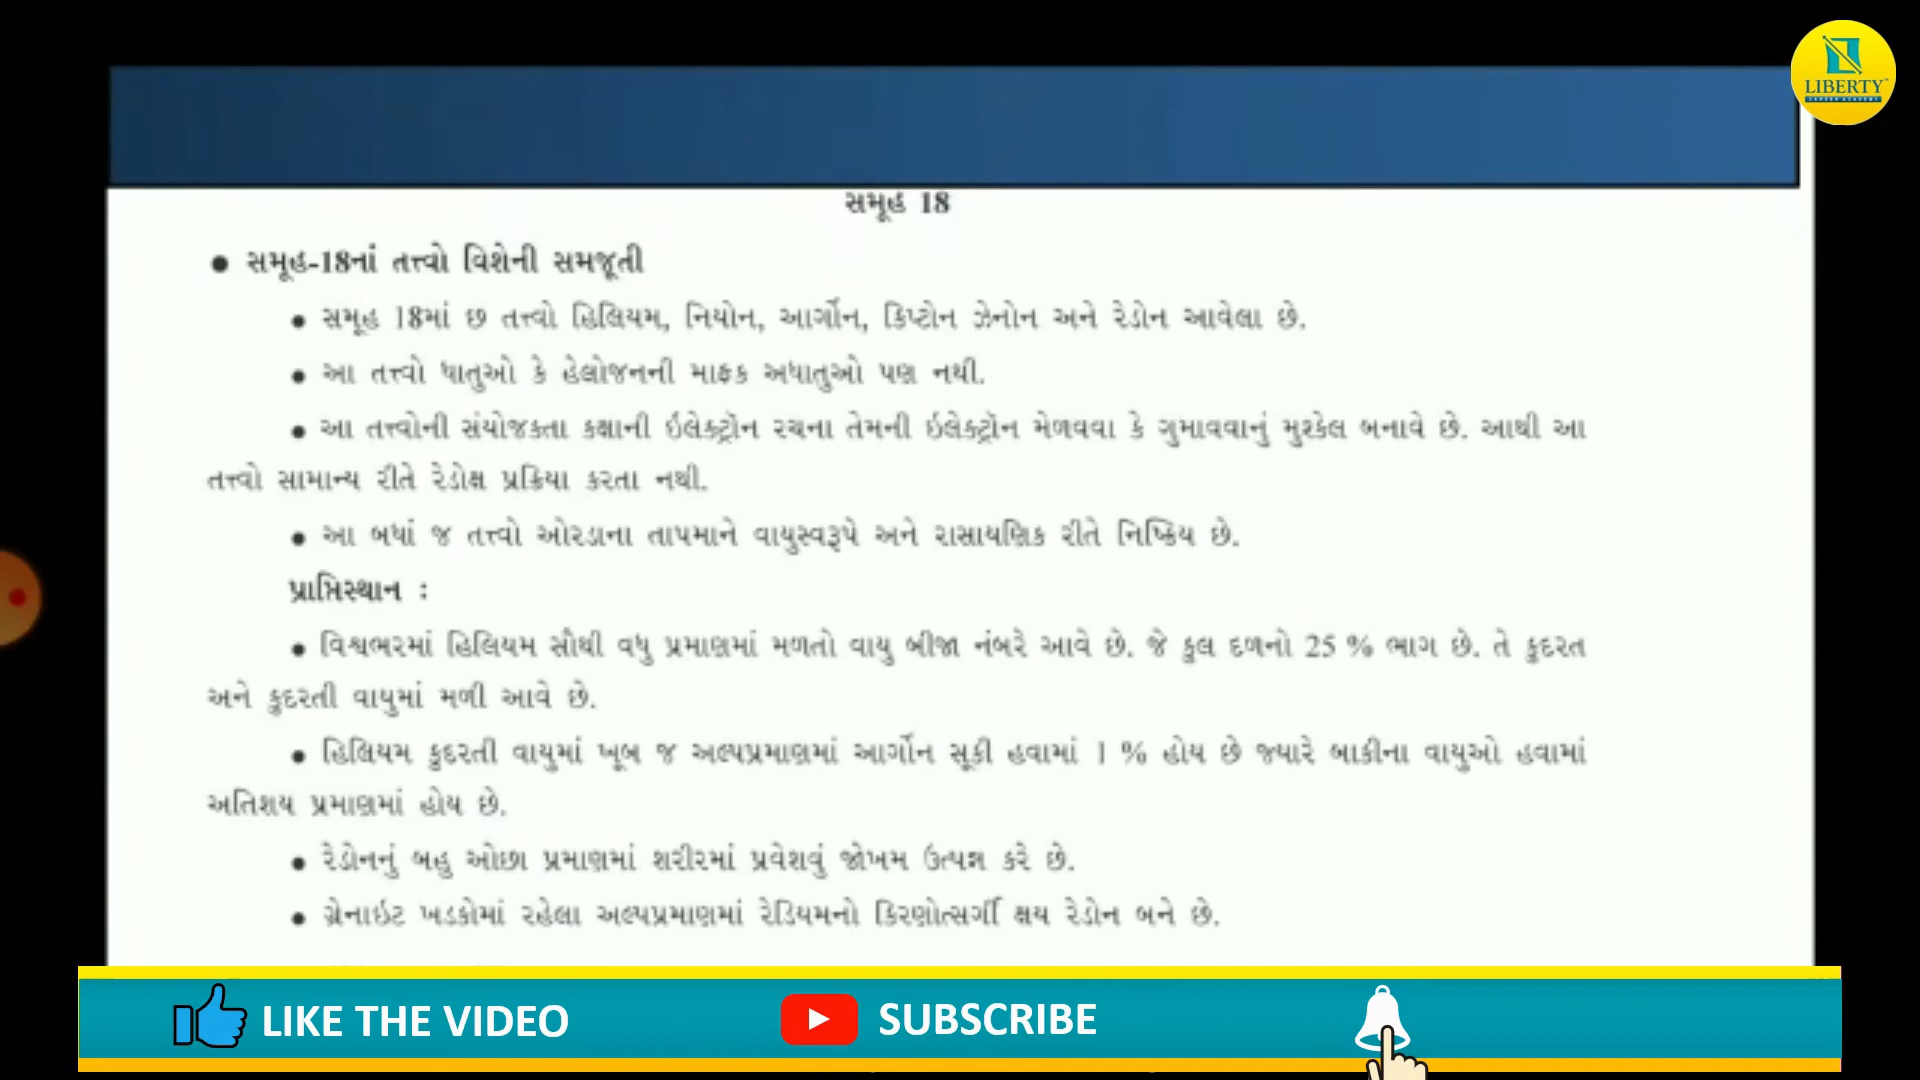 LIBERTY
CAREER ACADEMY
સમૂહ 18
● સમૂહ-18નાં તત્ત્વો વિશેની સમજૂતી
● સમૂહ 18માં છ તત્ત્વો હિલિયમ, નિયોન, આર્ગોન, ક્રિપ્ટોન ઝેનોન અને રેડોન આવેલા છે.
● આ તત્ત્વો ધાતુઓ કે હેલોજનની માફક અધાતુઓ પણ નથી.
● આ તત્ત્વોની સંયોજકતા કક્ષાની ઇલેક્ટ્રૉન રચના તેમની ઇલેક્ટ્રૉન મેળવવા કે ગુમાવવાનું મુશ્કેલ બનાવે છે. આથી આ
તત્ત્વો સામાન્ય રીતે રેડોક્ષ પ્રક્રિયા કરતા નથી.
● આ બધાં જ તત્ત્વો ઓરડાના તાપમાને વાયુસ્વરૂપે અને રાસાયણિક રીતે નિષ્ક્રિય છે.
પ્રાપ્તિસ્થાન :
● વિશ્વભરમાં હિલિયમ સૌથી વધુ પ્રમાણમાં મળતો વાયુ બીજા નંબરે આવે છે. જે કુલ દળનો 25 % ભાગ છે. તે કુદરત
અને કુદરતી વાયુમાં મળી આવે છે.
● હિલિયમ કુદરતી વાયુમાં ખૂબ જ અલ્પપ્રમાણમાં આર્ગોન સૂકી હવામાં 1 % હોય છે જ્યારે બાકીના વાયુઓ હવામાં
અતિશય પ્રમાણમાં હોય છે.
● રેડોનનું બહુ ઓછા પ્રમાણમાં શરીરમાં પ્રવેશવું જોખમ ઉત્પન્ન કરે છે.
● ગ્રેનાઇટ ખડકોમાં રહેલા અલ્પપ્રમાણમાં રેડિયમનો કિરણોત્સર્ગી ક્ષય રેડોન બને છે.
LIKE THE VIDEO
SUBSCRIBE